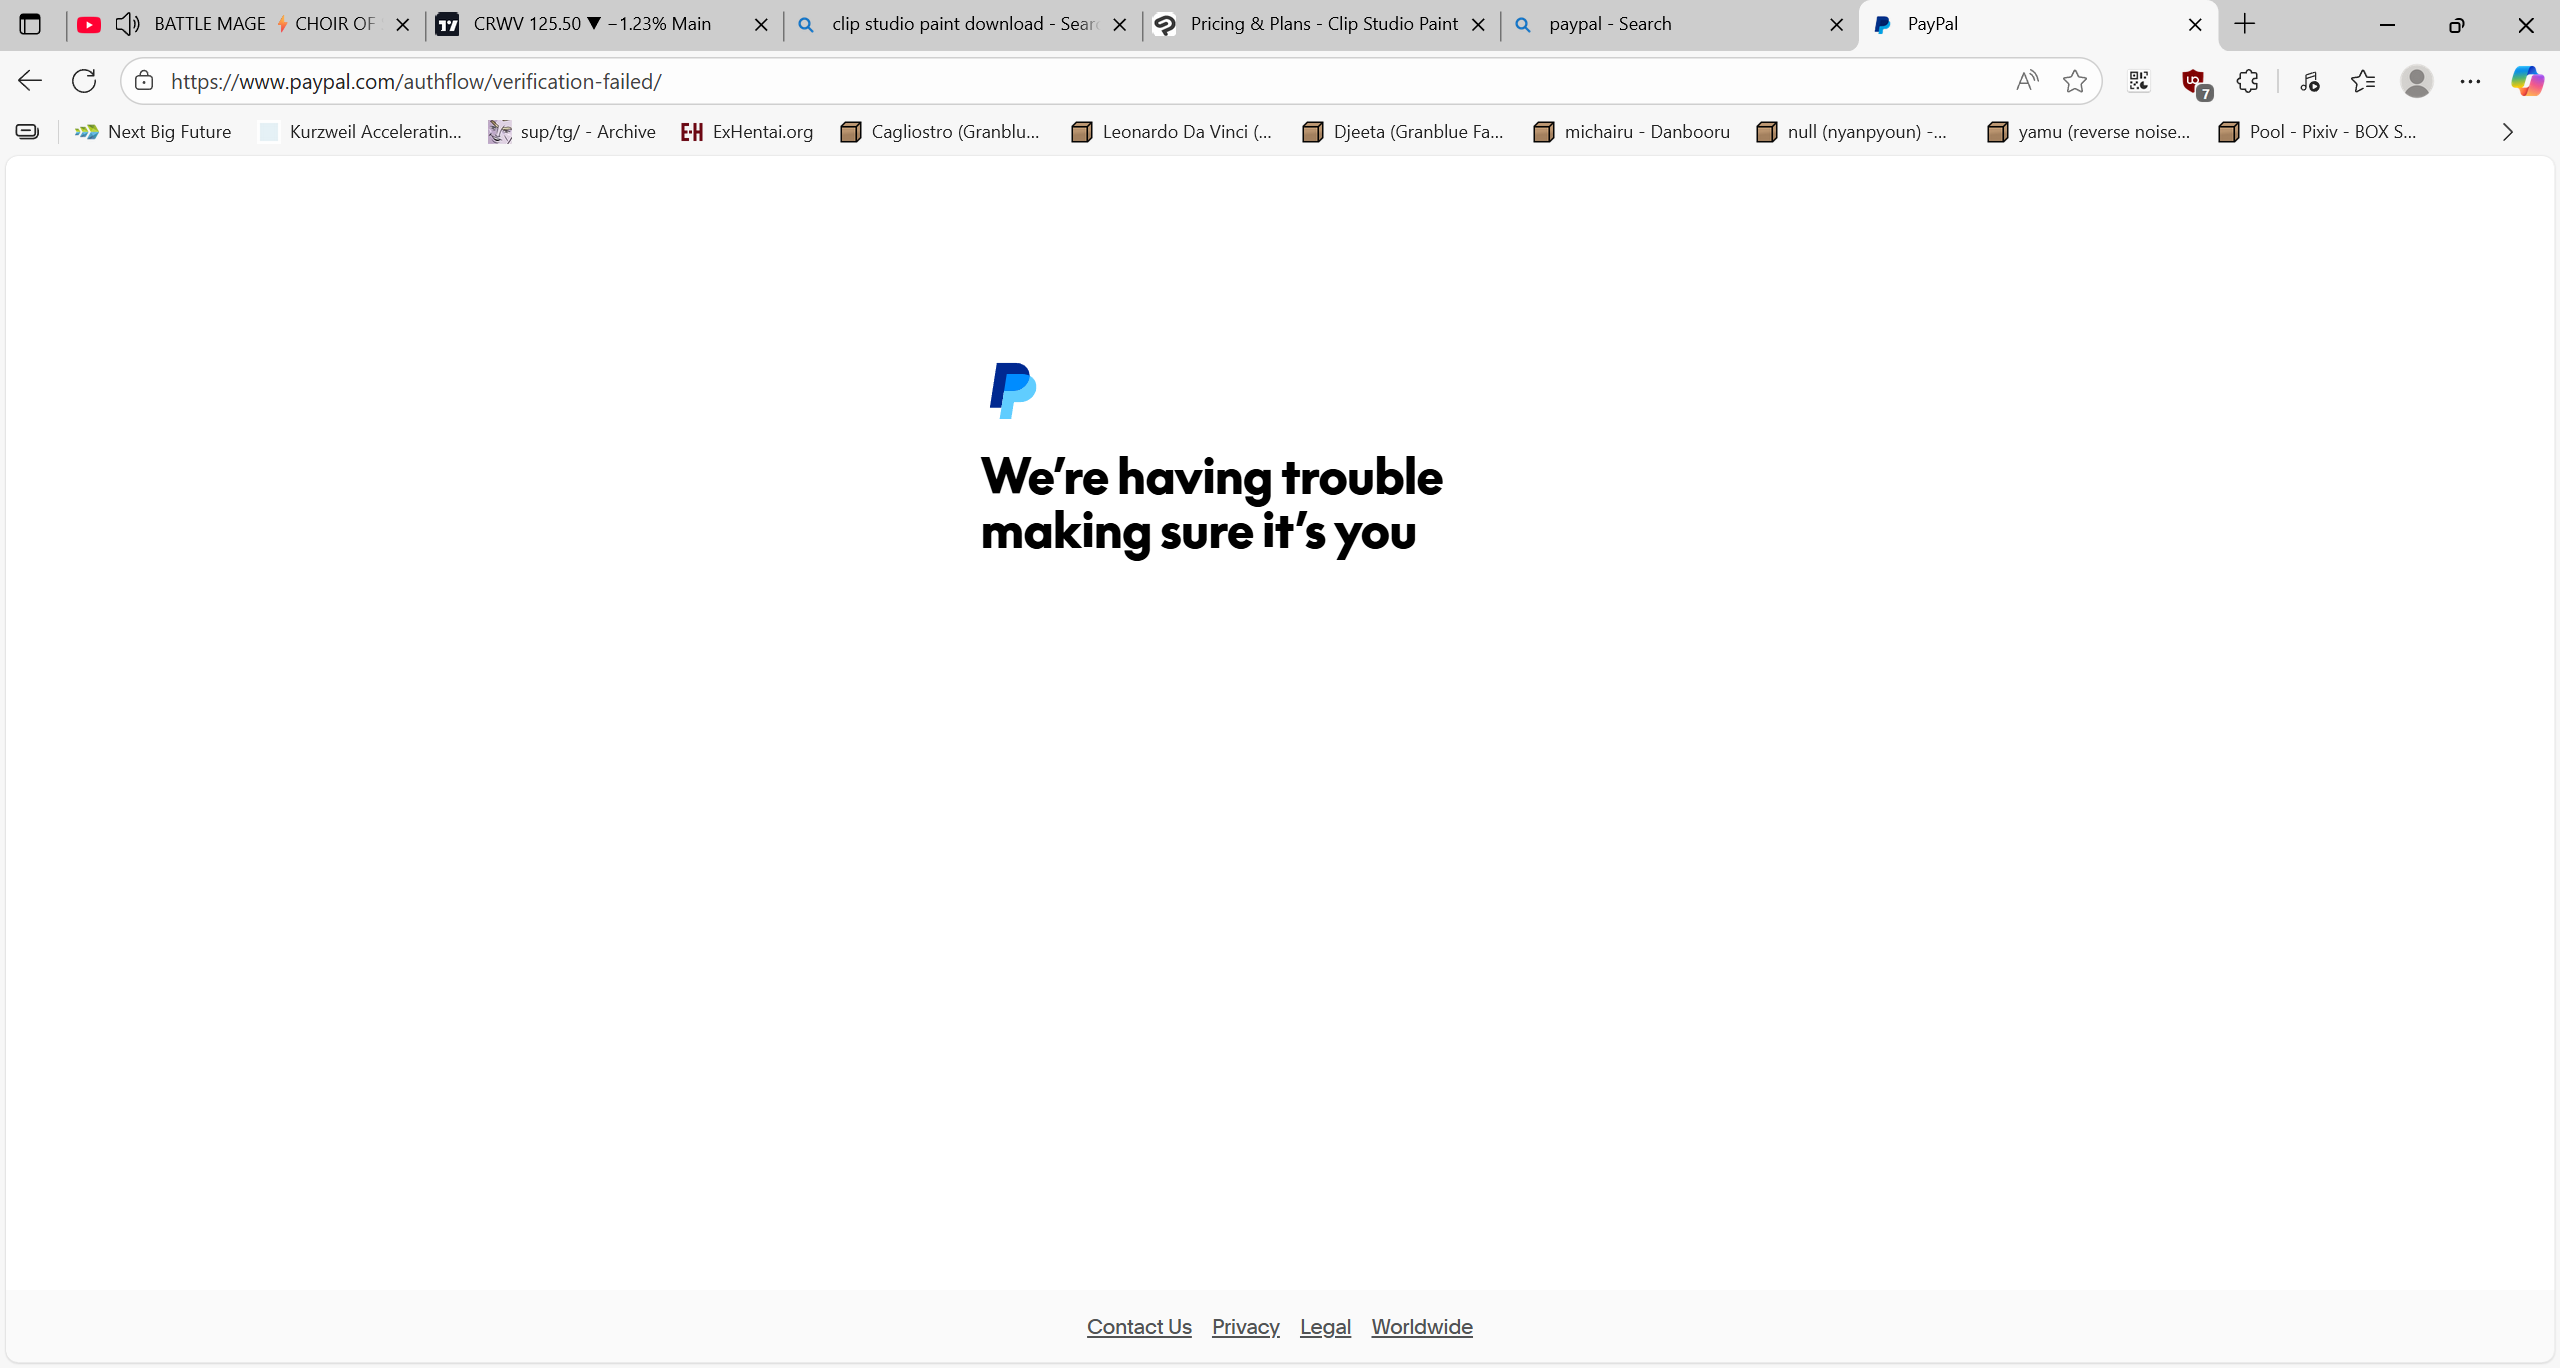 BATTLE MAGE ⚡ CHOIR OF
CRWV 125.50 ▼ −1.23% Main
clip studio paint download - Sear
Pricing & Plans - Clip Studio Paint
paypal - Search
PayPal
https://www.paypal.com/authflow/verification-failed/
7
Next Big Future
Kurzweil Acceleratin...
sup/tg/ - Archive
E-H ExHentai.org
Cagliostro (Granblu...
Leonardo Da Vinci (...
Djeeta (Granblue Fa...
michairu - Danbooru
null (nyanpyoun) -...
yamu (reverse noise...
Pool - Pixiv - BOX S...
We're having trouble
making sure it's you
Contact Us Privacy Legal Worldwide